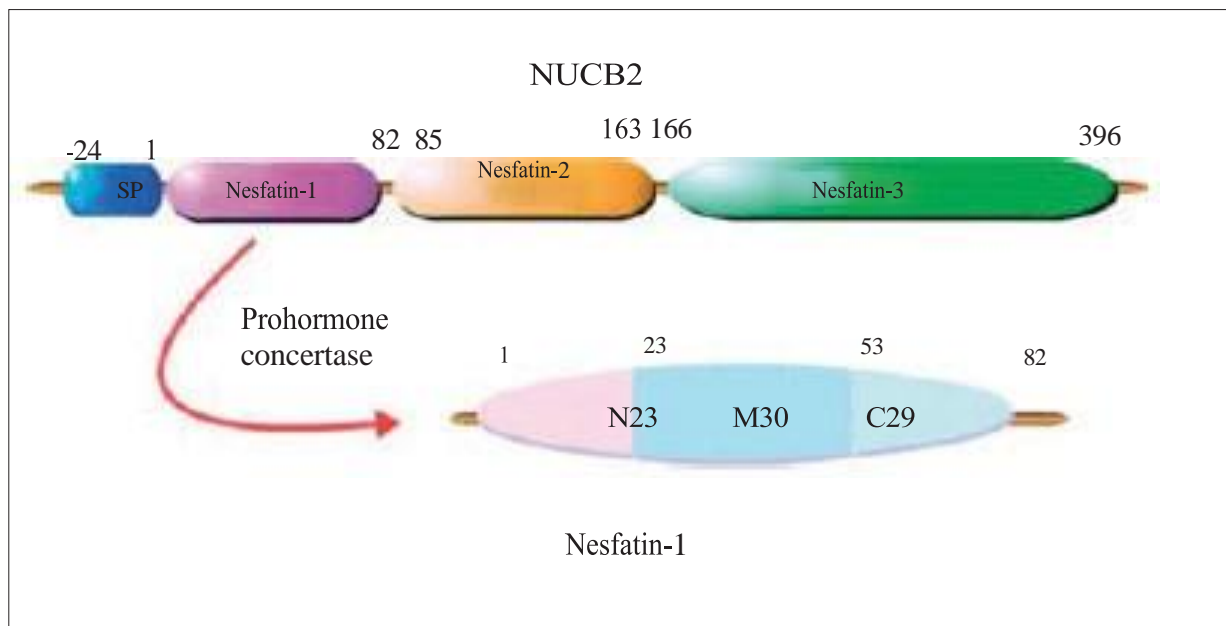 NUCB2
-24 1 82 85 163 166 396
SP Nesfatin-1 Nesfatin-2 Nesfatin-3
Prohormone
concertase
1 23 53 82
N23 M30 C29
Nesfatin-1